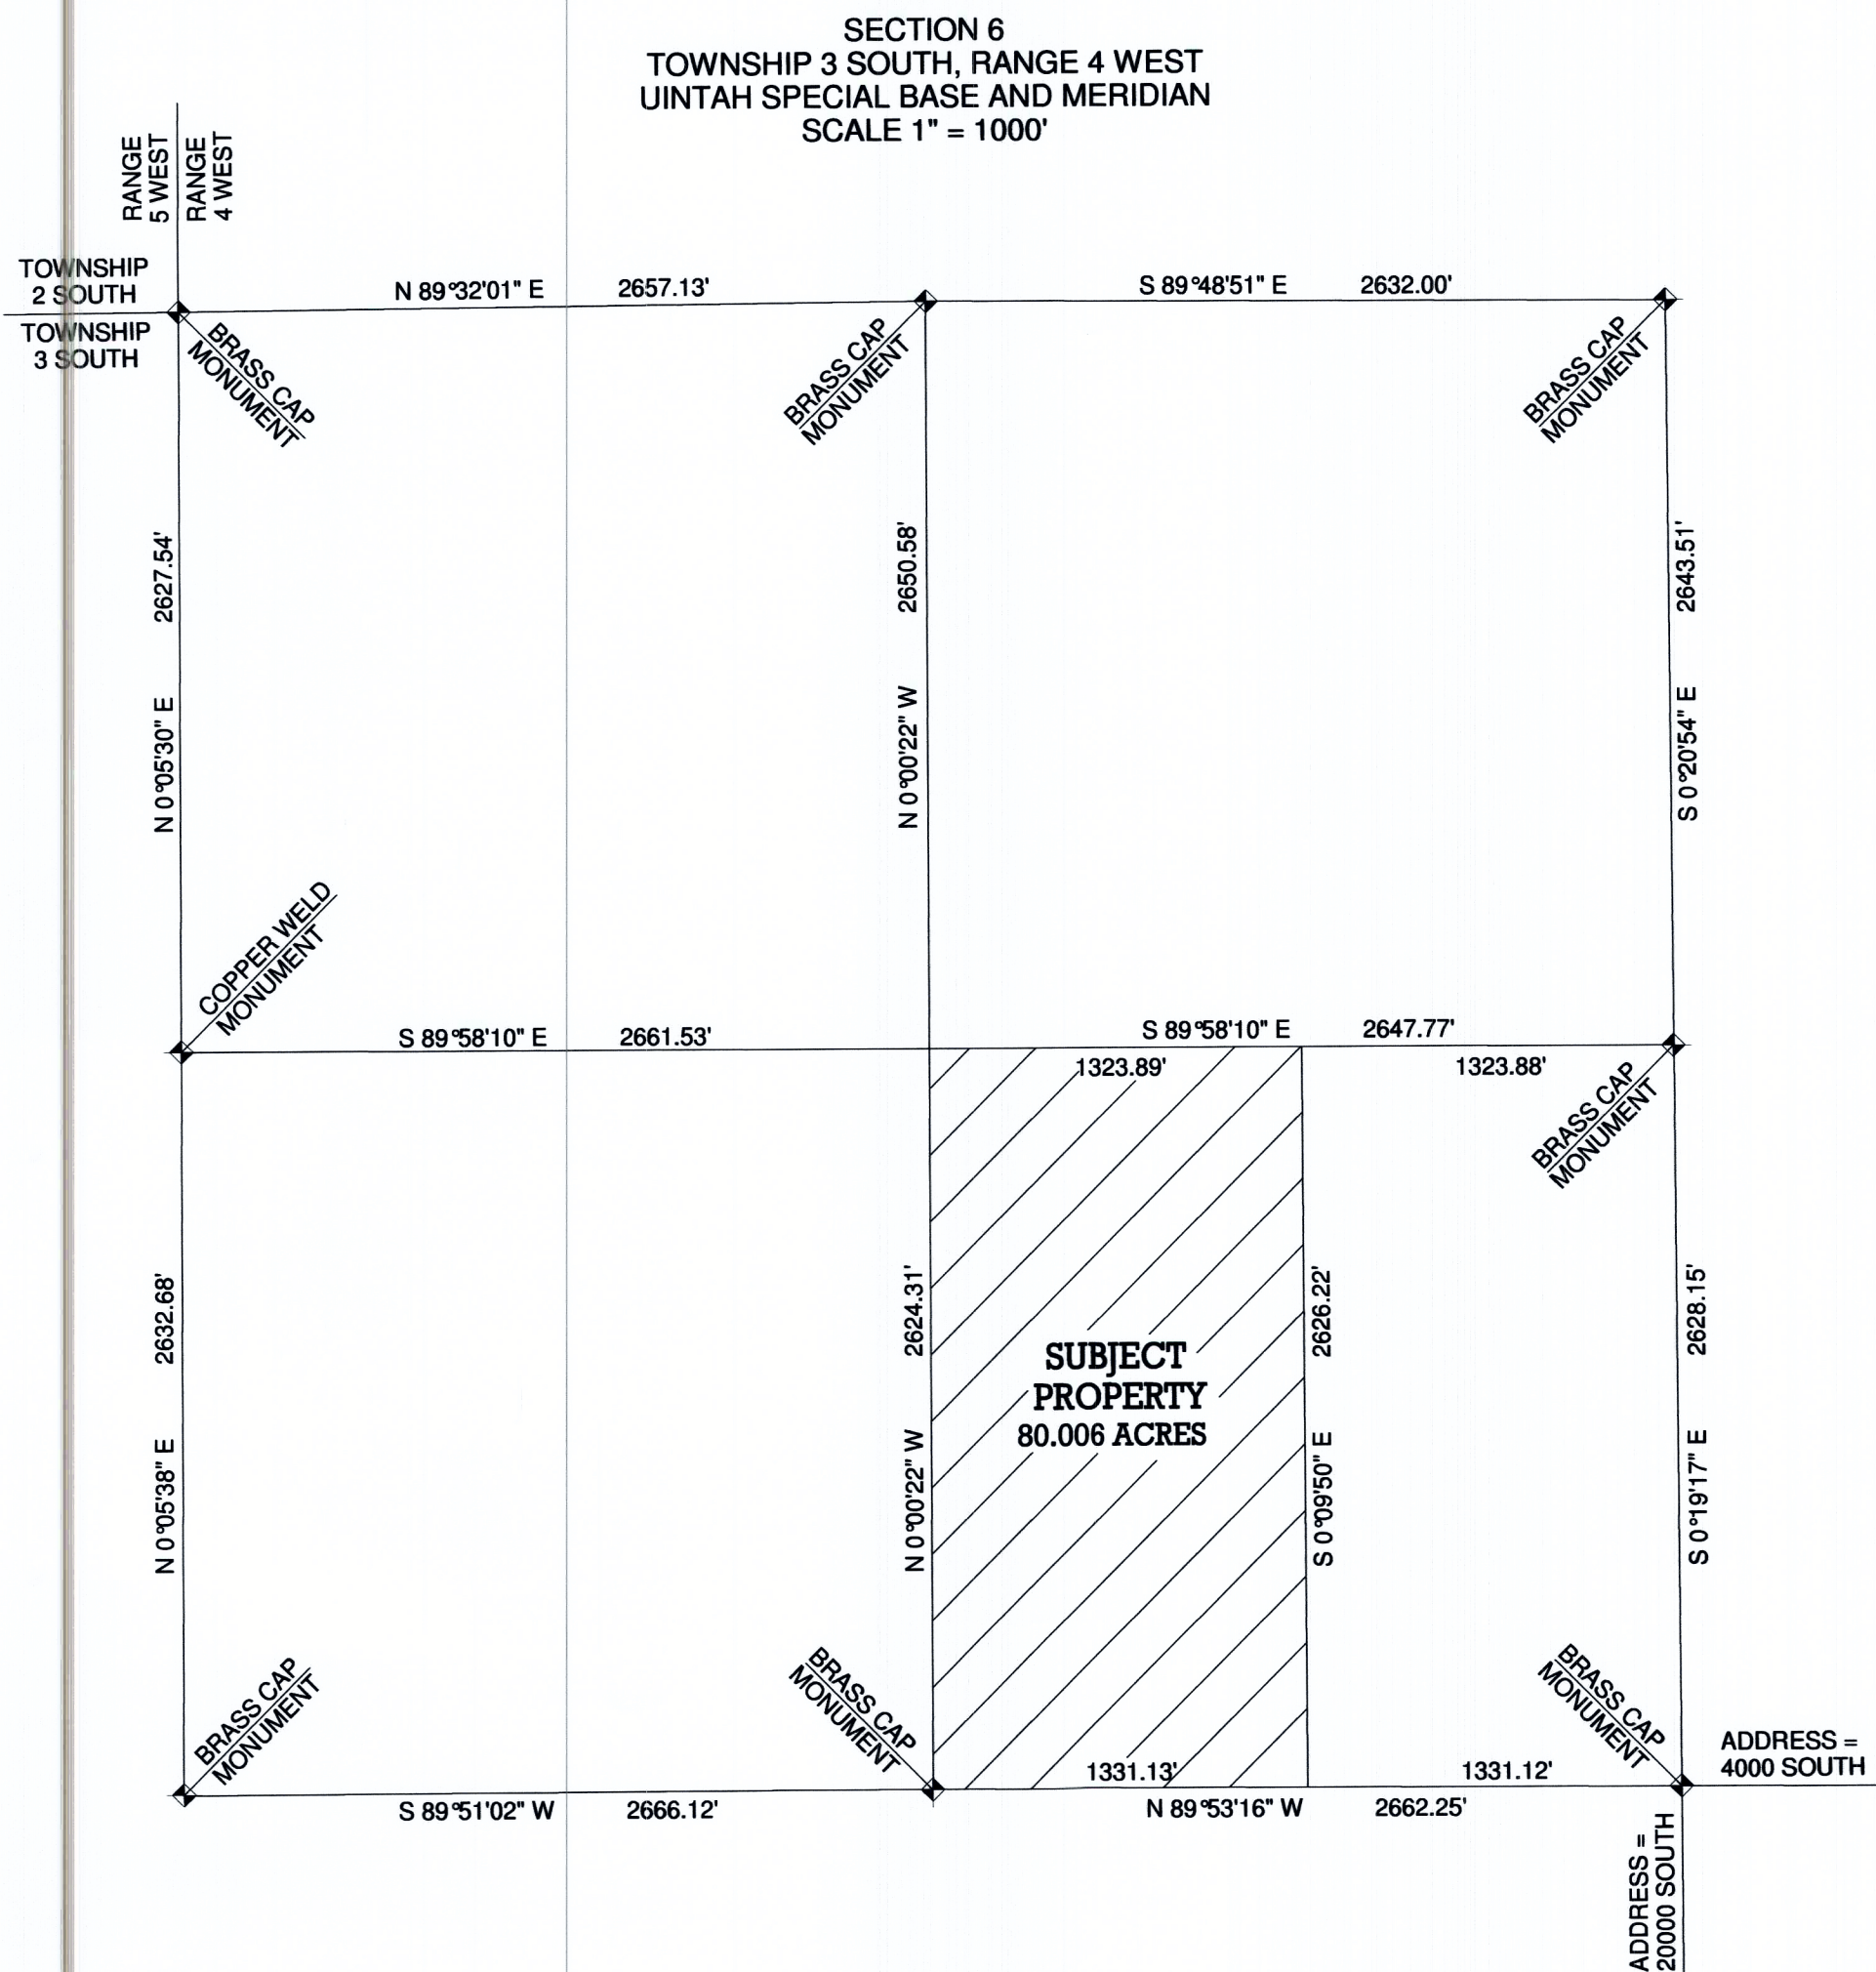 SECTION 6
TOWNSHIP 3 SOUTH, RANGE 4 WEST
UINTAH SPECIAL BASE AND MERIDIAN
SCALE 1" = 1000'
RANGE
5 WEST
RANGE
4 WEST
TOWNSHIP
2 SOUTH
TOWNSHIP
3 SOUTH
N 89°32'01" E
2657.13'
S 89°48'51" E
2632.00'
BRASS CAP
MONUMENT
BRASS CAP
MONUMENT
BRASS CAP
MONUMENT
2627.54'
N 0°05'30" E
2650.58'
N 0°00'22" W
2643.51'
S 0°20'54" E
COPPER WELD
MONUMENT
S 89°58'10" E
2661.53'
S 89°58'10" E
2647.77'
1323.89'
1323.88'
BRASS CAP
MONUMENT
2632.68'
N 0°05'38" E
2624.31'
N 0°00'22" W
SUBJECT
PROPERTY
80.006 ACRES
2626.22'
S 0°09'50" E
2628.15'
S 0°19'17" E
BRASS CAP
MONUMENT
BRASS CAP
MONUMENT
BRASS CAP
MONUMENT
1331.13'
1331.12'
S 89°51'02" W
2666.12'
N 89°53'16" W
2662.25'
ADDRESS =
4000 SOUTH
ADDRESS =
20000 SOUTH